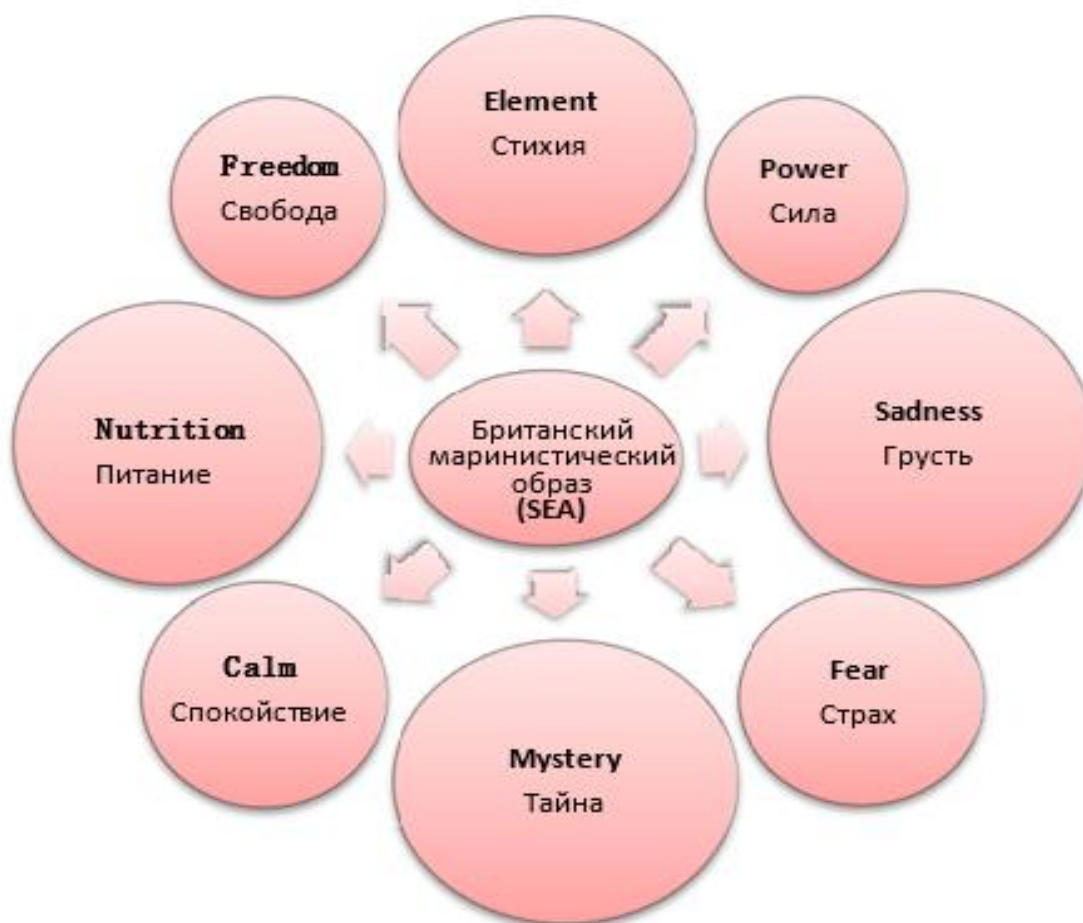 Element
Стихия
Freedom
Свобода
Power
Сила
Nutrition
Питание
Британский
маринистический
образ
(SEA)
Sadness
Грусть
Calm
Спокойствие
Fear
Страх
Mystery
Тайна